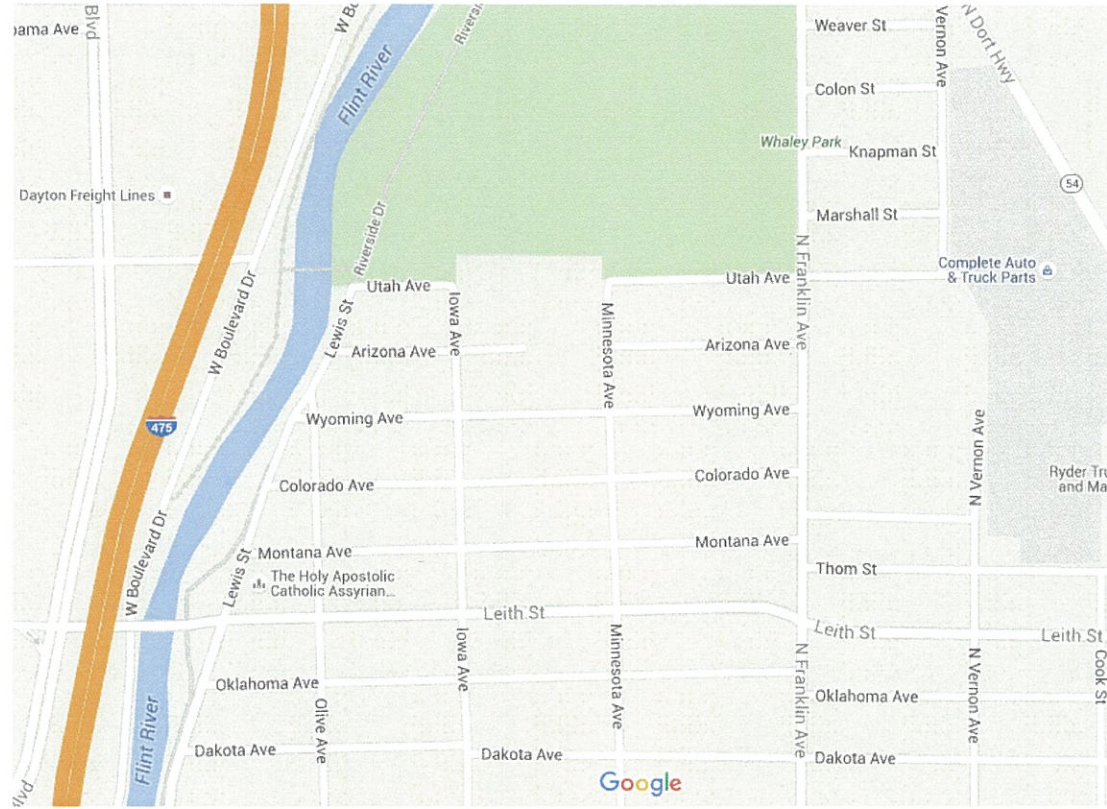 bama Ave
Blvd
W Bo
Flint River
Riversi
Weaver St
Vernon Ave
N Dort Hwy
Colon St
Whaley Park
Knapman St
54
Dayton Freight Lines
Marshall St
Riverside Dr
N Franklin Ave
Complete Auto
& Truck Parts
Utah Ave
Utah Ave
W Boulevard Dr
Lewis St
Iowa Ave
Minnesota Ave
Arizona Ave
Arizona Ave
Wyoming Ave
Wyoming Ave
475
N Vernon Ave
Colorado Ave
Colorado Ave
Ryder Tru
and Ma
W Boulevard Dr
Montana Ave
Montana Ave
Lewis St
The Holy Apostolic
Catholic Assyrian...
Thom St
Leith St
Leith St
Leith St
Iowa Ave
Minnesota Ave
N Franklin Ave
N Vernon Ave
Cook St
Oklahoma Ave
Oklahoma Ave
Olive Ave
Flint River
Dakota Ave
Dakota Ave
Dakota Ave
Blvd
Google